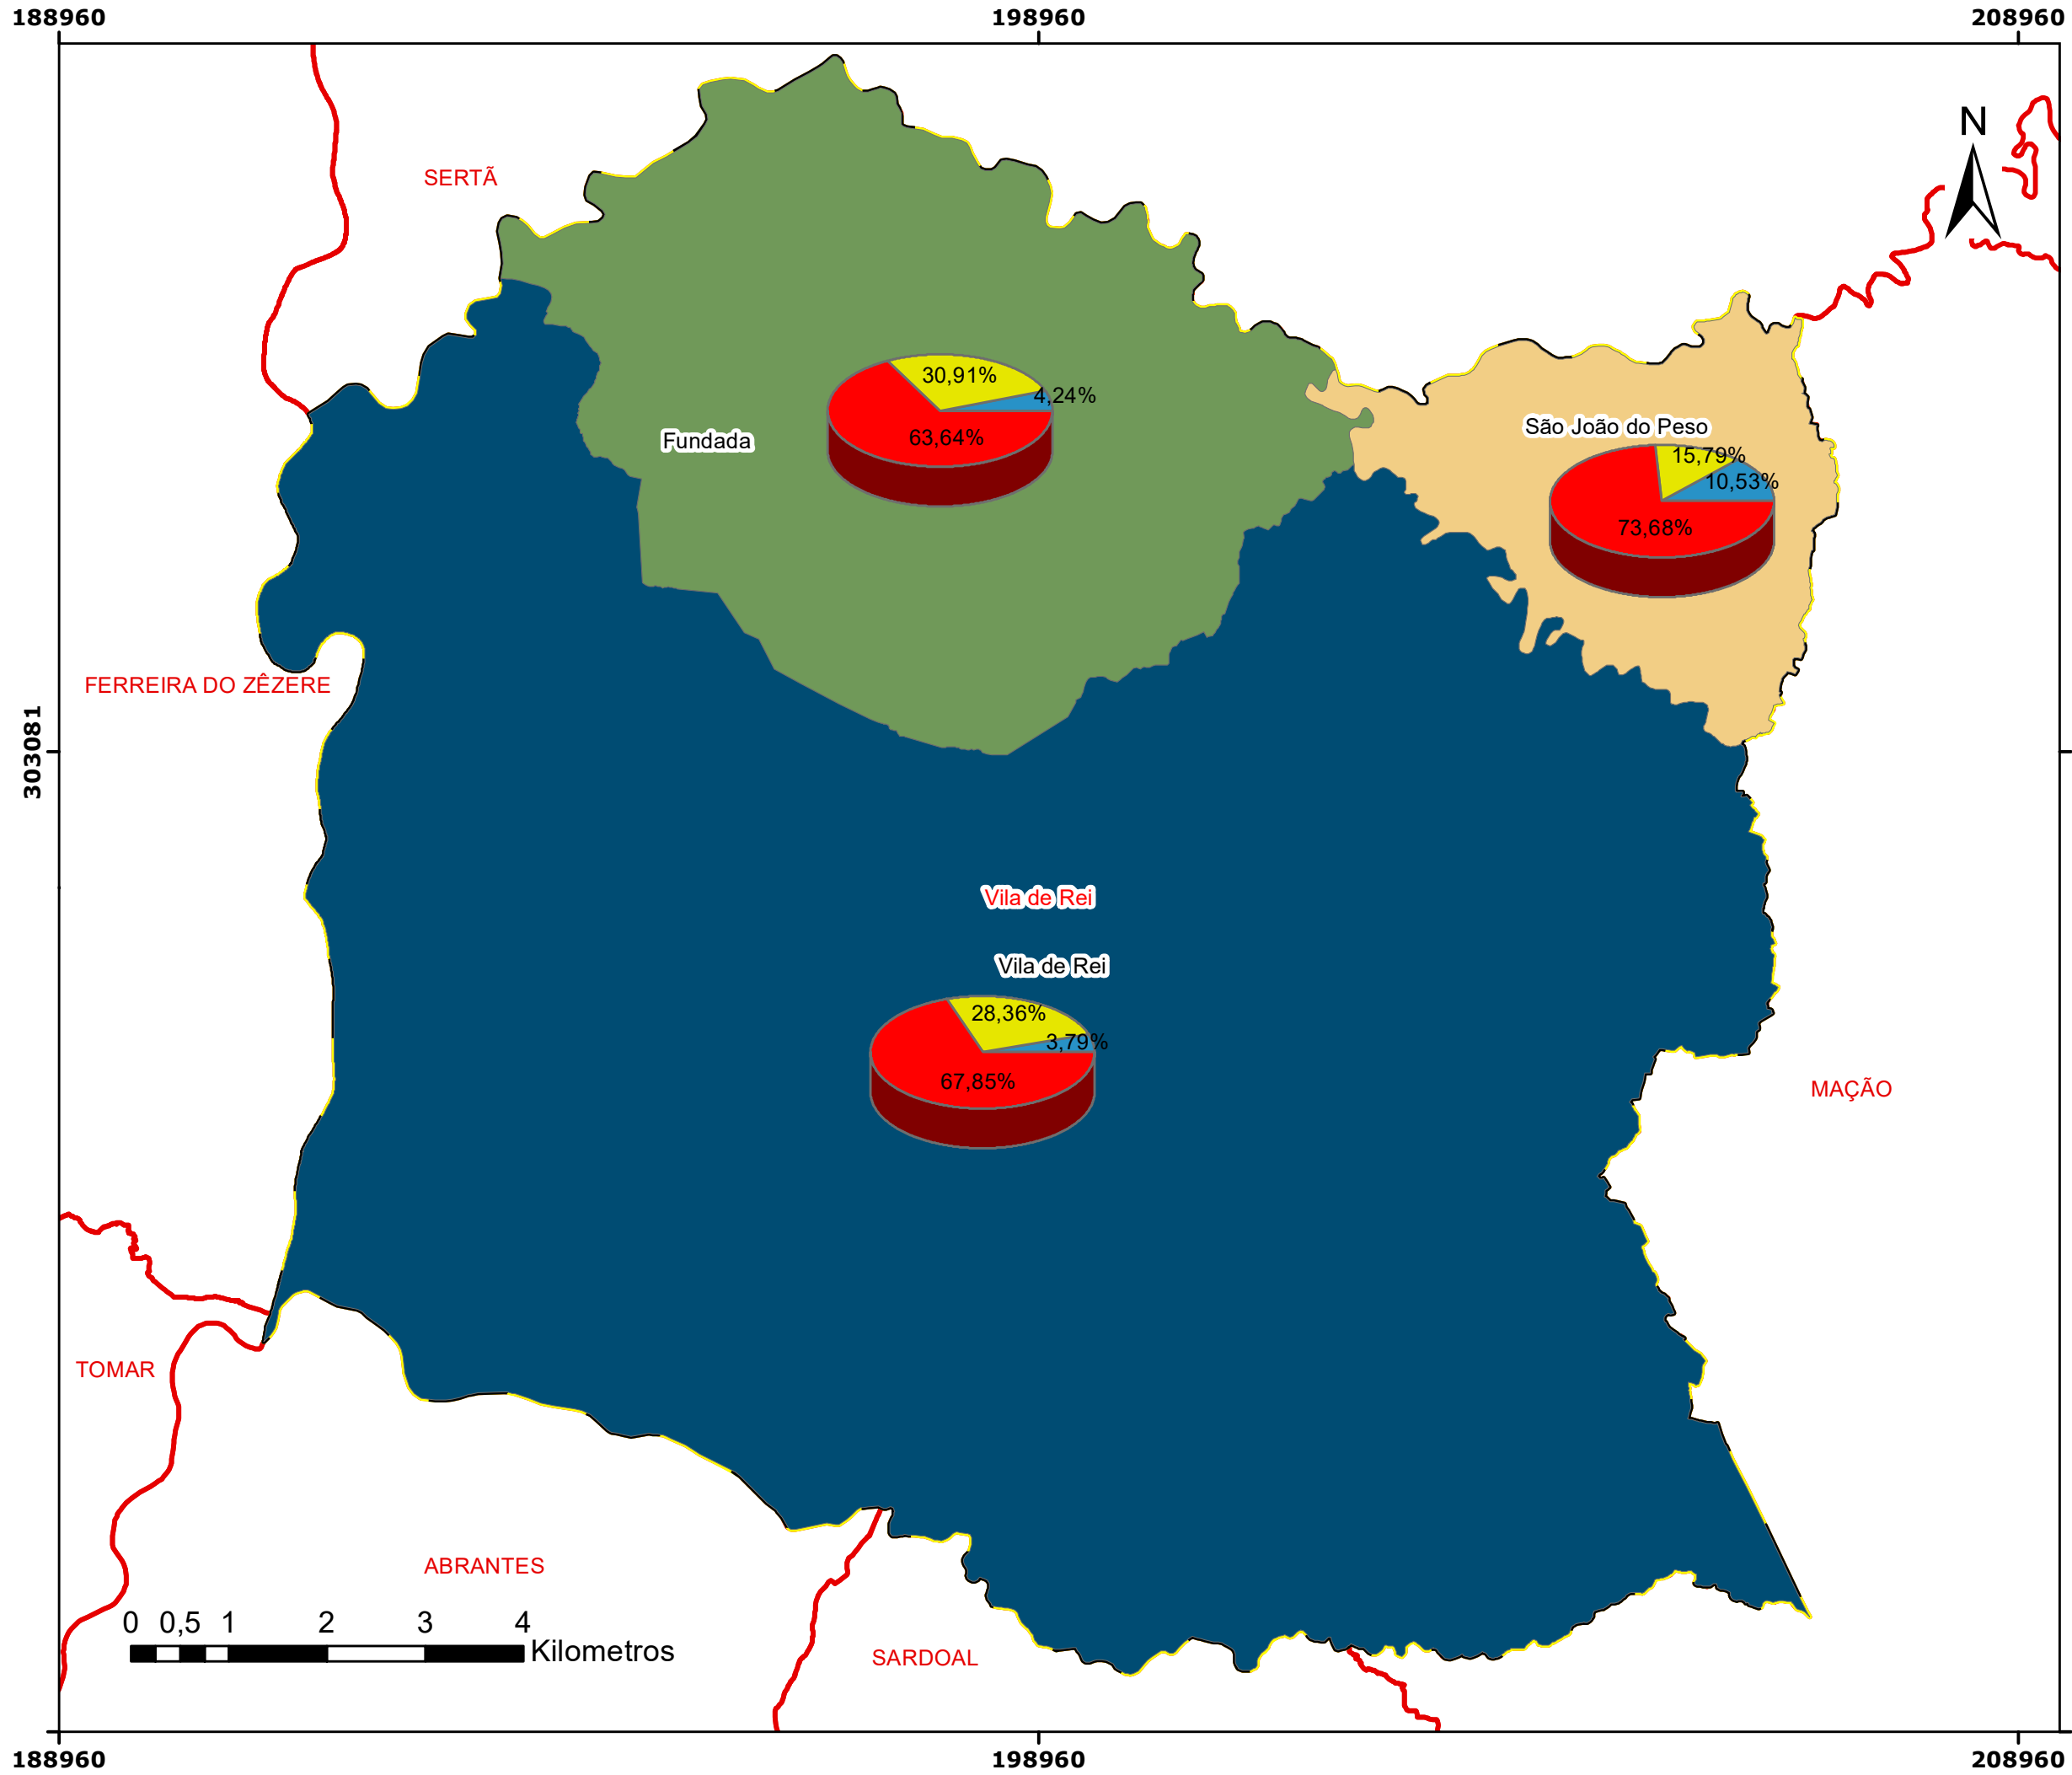 188960
198960
208960
N
SERTÃ
30,91%
4,24%
63,64%
Fundada
São João do Peso
15,79%
10,53%
73,68%
FERREIRA DO ZÊZERE
303081
Vila de Rei
Vila de Rei
28,36%
3,79%
67,85%
MAÇÃO
TOMAR
ABRANTES
0 0,5 1 2 3 4
Kilometros
SARDOAL
188960
198960
208960